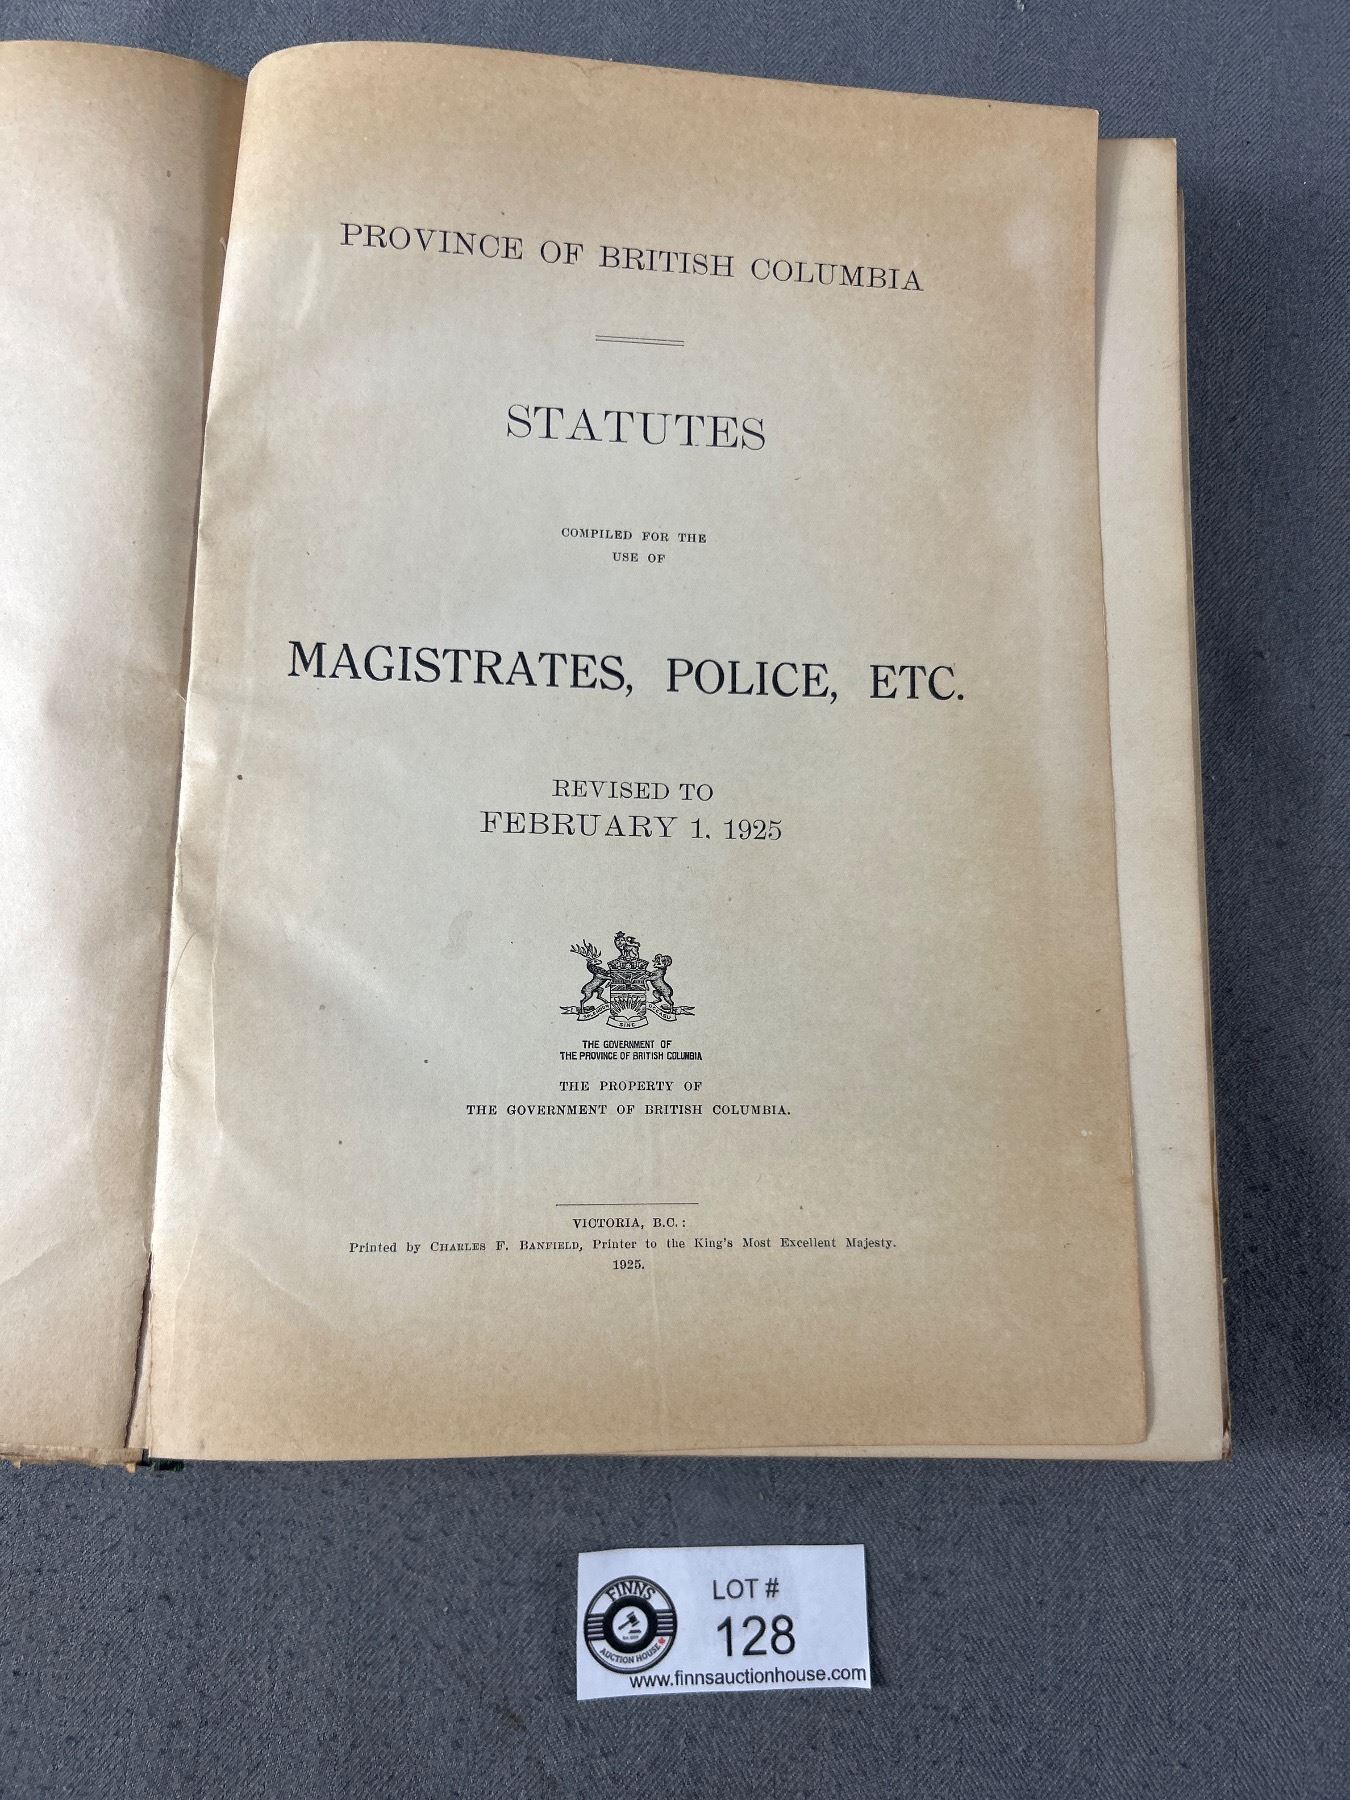 PROVINCE OF BRITISH COLUMBIA
STATUTES
COMPILED FOR THE
USE OF
MAGISTRATES, POLICE, ETC.
REVISED TO
FEBRUARY 1, 1925
SINE
THE GOVERNMENT OF
THE PROVINCE OF BRITISH COLUMBIA
THE PROPERTY OF
THE GOVERNMENT OF BRITISH COLUMBIA.
VICTORIA, B.C.:
Printed by CHARLES F. BANFIELD, Printer to the King's Most Excellent Majesty.
1925.
FINNS
AUCTION HOUSE
LOT #
128
www.finnsauctionhouse.com